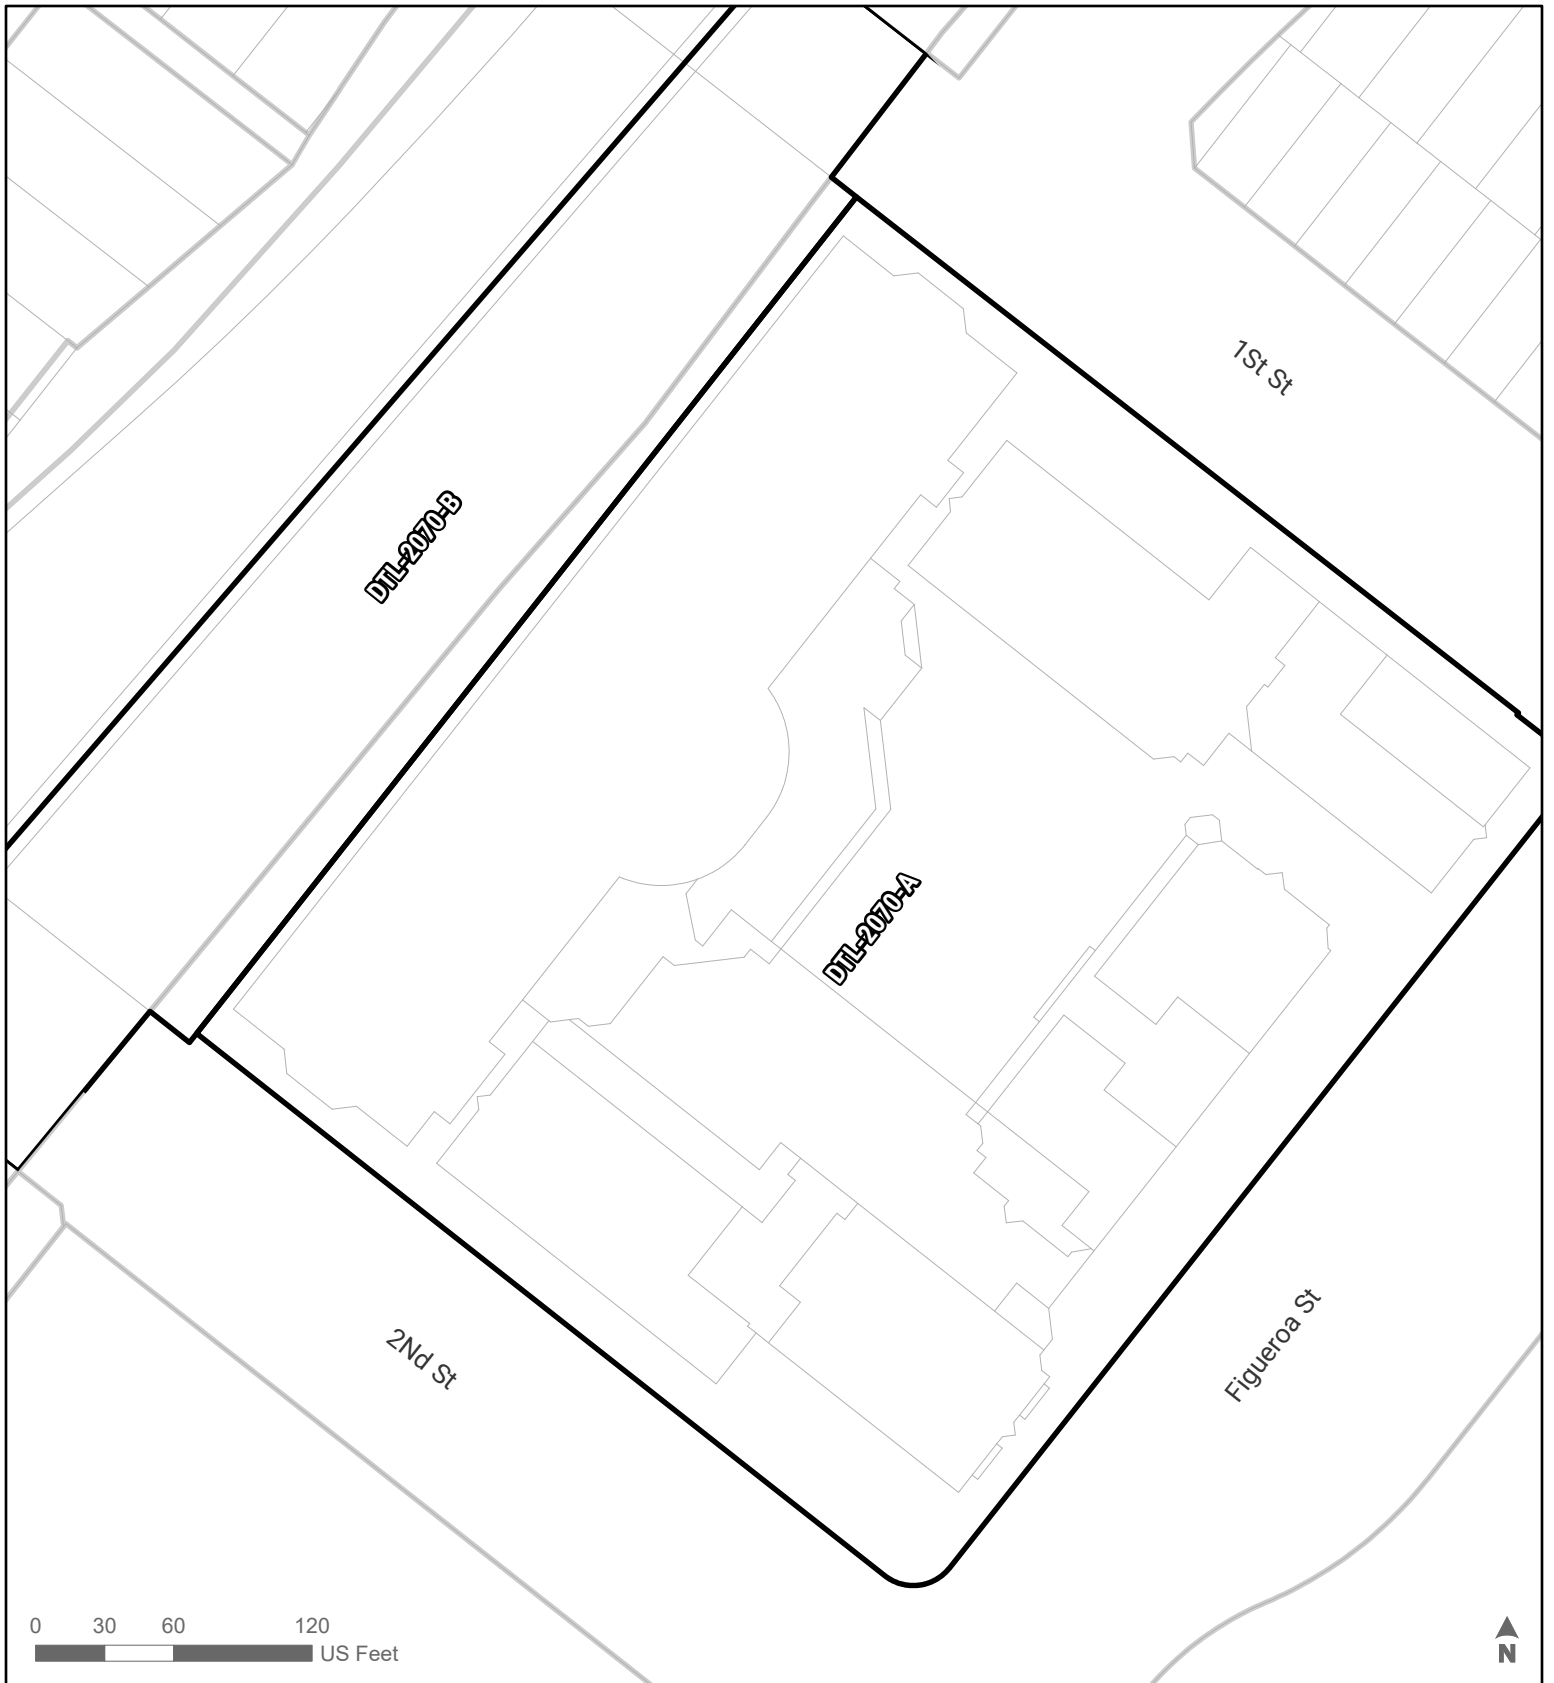 1St St
DTL-2070-B
DTL-2070-A
Figueroa St
2Nd St
0 30 60 120
US Feet
N